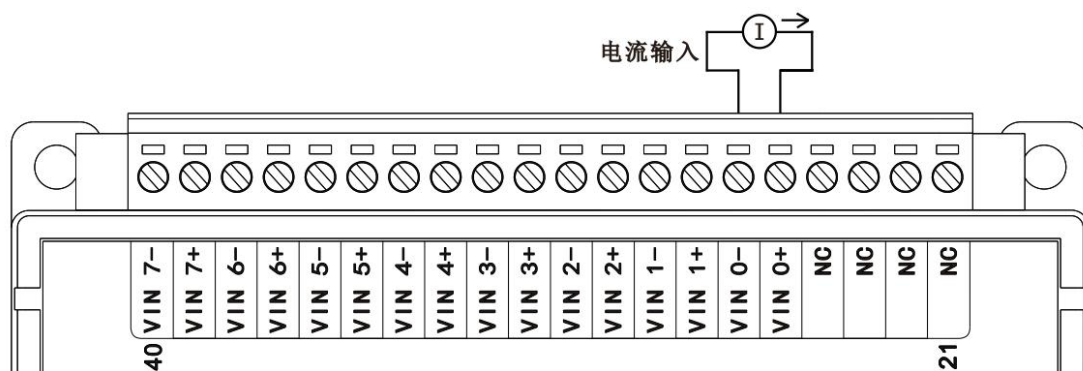 I
电流输入
VIN 7-
VIN 7+
VIN 6-
VIN 6+
VIN 5-
VIN 5+
VIN 4-
VIN 4+
VIN 3-
VIN 3+
VIN 2-
VIN 2+
VIN 1-
VIN 1+
VIN 0-
VIN 0+
NC
NC
NC
NC
40
21